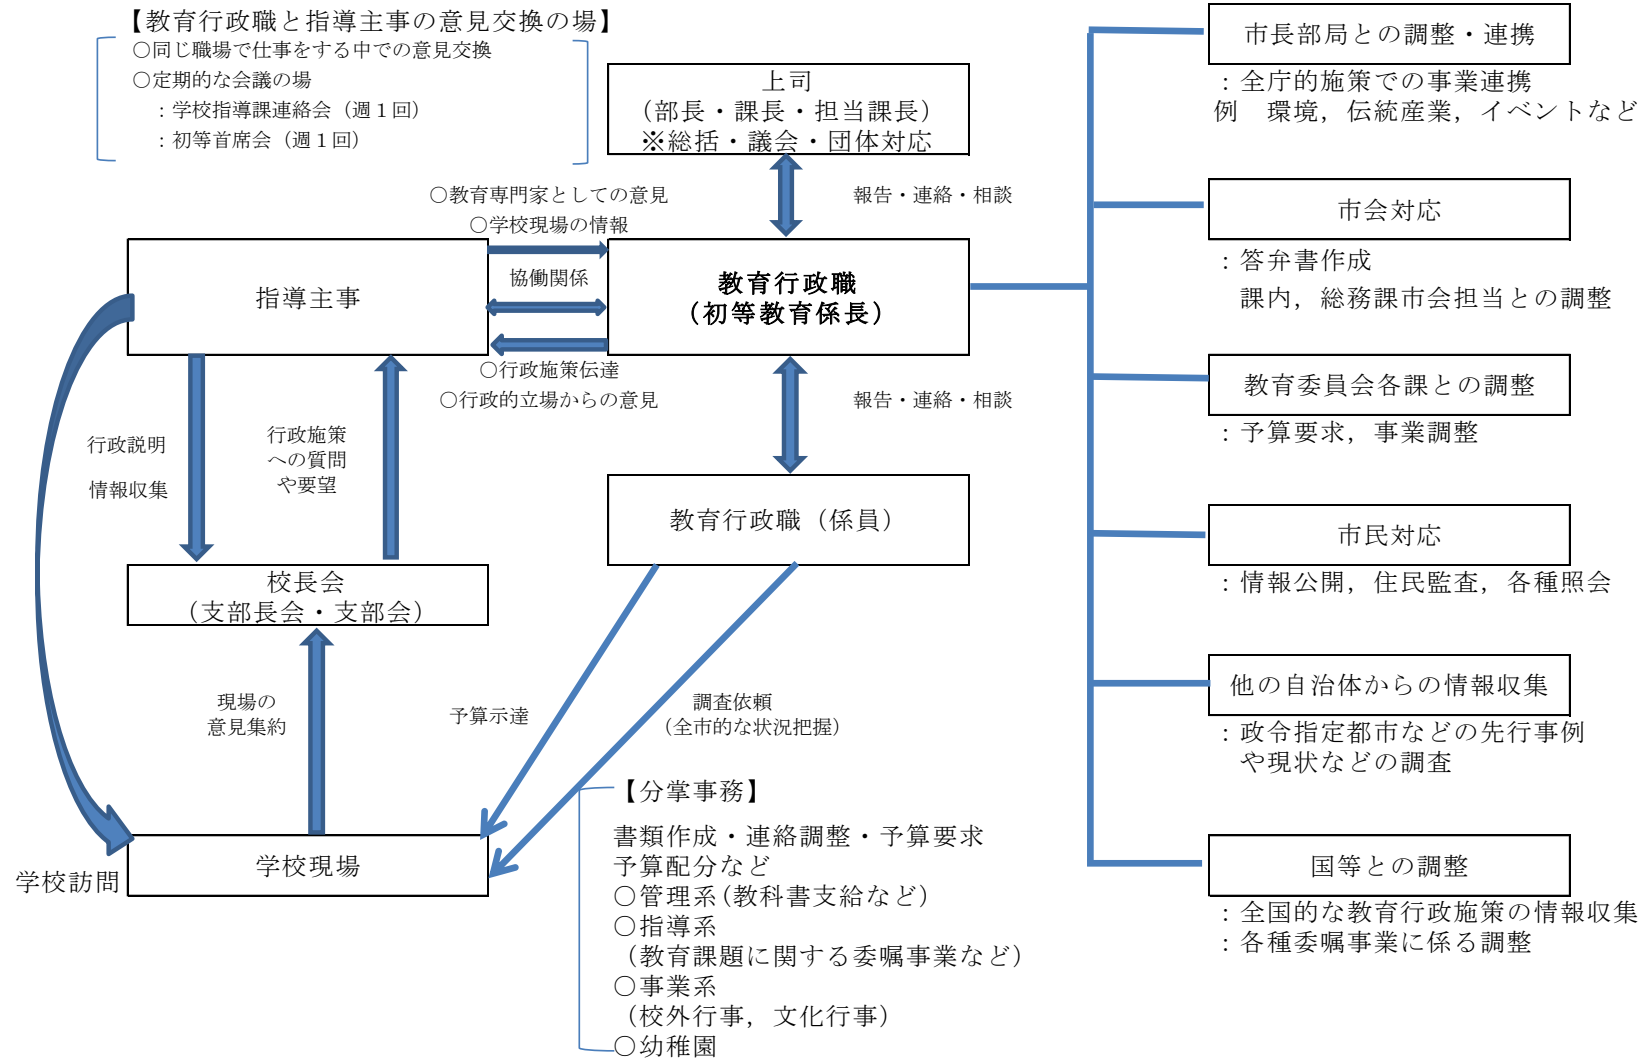 【教育行政職と指導主事の意見交換の場】
○同じ職場で仕事をする中での意見交換
○定期的な会議の場
：学校指導課連絡会（週１回）
：初等首席会（週１回）
上司
（部長・課長・担当課長）
※総括・議会・団体対応
○教育専門家としての意見
○学校現場の情報
報告・連絡・相談
指導主事
協働関係
教育行政職
（初等教育係長）
○行政施策伝達
○行政的立場からの意見
報告・連絡・相談
行政説明
情報収集
行政施策
への質問
や要望
教育行政職（係員）
校長会
（支部長会・支部会）
現場の
意見集約
予算示達
調査依頼
（全市的な状況把握）
学校現場
学校訪問
【分掌事務】
書類作成・連絡調整・予算要求
予算配分など
○管理系（教科書支給など）
○指導系
（教育課題に関する委嘱事業など）
○事業系
（校外行事，文化行事）
○幼稚園
市長部局との調整・連携
：全庁的施策での事業連携
例　環境，伝統産業，イベントなど
市会対応
：答弁書作成
課内，総務課市会担当との調整
教育委員会各課との調整
：予算要求，事業調整
市民対応
：情報公開，住民監査，各種照会
他の自治体からの情報収集
：政令指定都市などの先行事例
や現状などの調査
国等との調整
：全国的な教育行政施策の情報収集
：各種委嘱事業に係る調整